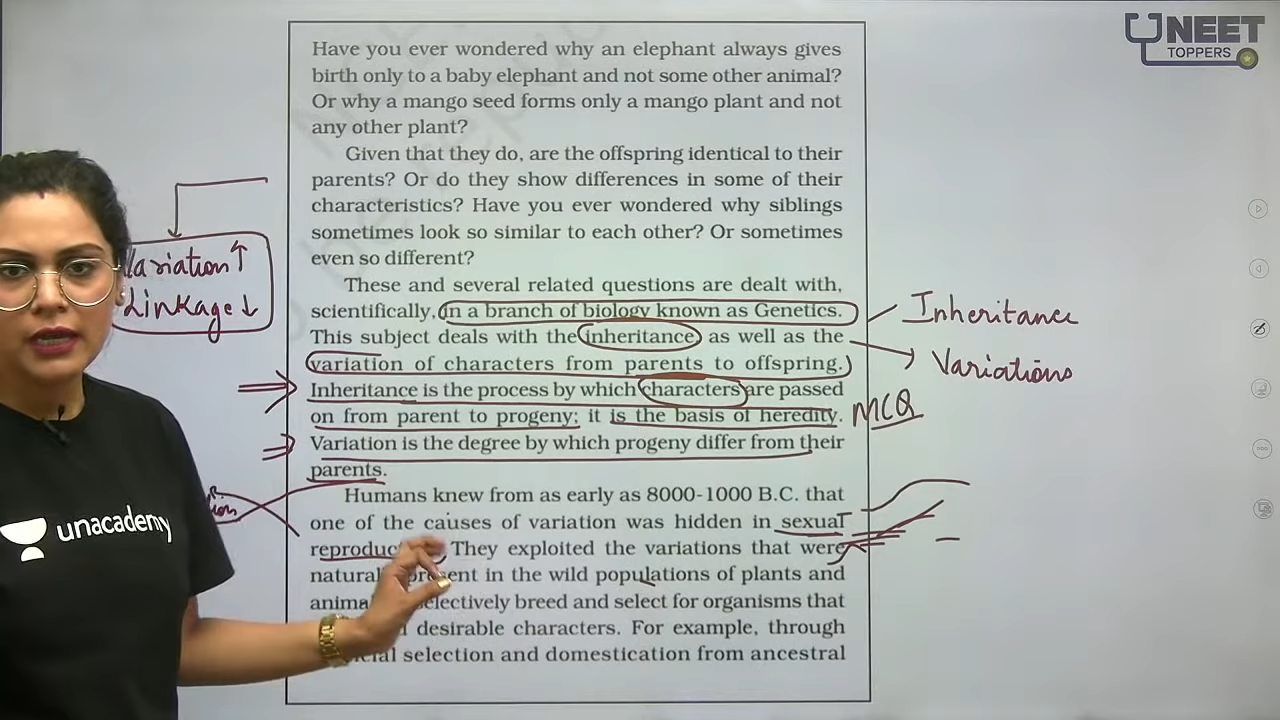 NEET
TOPPERS
Have you ever wondered why an elephant always gives
birth only to a baby elephant and not some other animal?
Or why a mango seed forms only a mango plant and not
any other plant?
Given that they do, are the offspring identical to their
parents? Or do they show differences in some of their
characteristics? Have you ever wondered why siblings
sometimes look so similar to each other? Or sometimes
even so different?
These and several related questions are dealt with,
scientifically, in a branch of biology known as Genetics.
This subject deals with the inheritance, as well as the
variation of characters from parents to offspring.
Inheritance is the process by which characters are passed
on from parent to progeny; it is the basis of heredity.
Variation is the degree by which progeny differ from their
parents.
Humans knew from as early as 8000-1000 B.C. that
one of the causes of variation was hidden in sexual
They exploited the variations that were
in the wild populations of plants and
selectively breed and select for organisms that
desirable characters. For example, through
selection and domestication from ancestral
Variation ↑
Linkage ↓
Inheritance
Variations
MCQ
unacademy